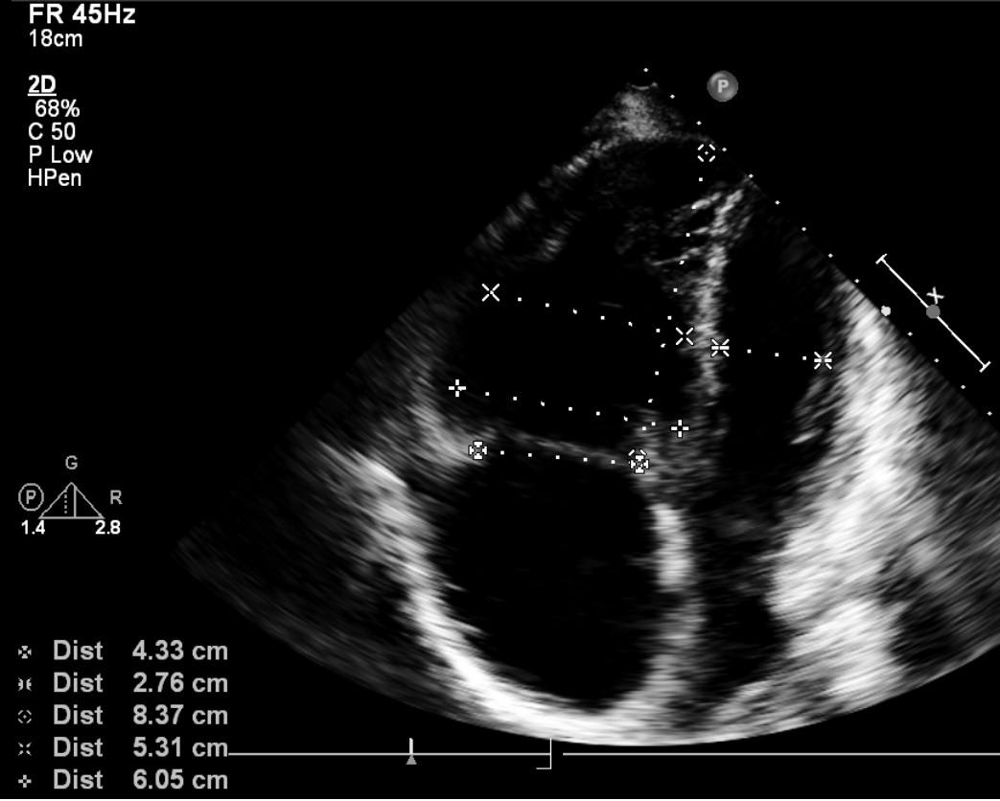 FR 45Hz
18cm
2D
68%
C 50
P Low
HPen
P
X
G
P R
1.4 2.8
Dist 4.33 cm
Dist 2.76 cm
Dist 8.37 cm
Dist 5.31 cm
Dist 6.05 cm